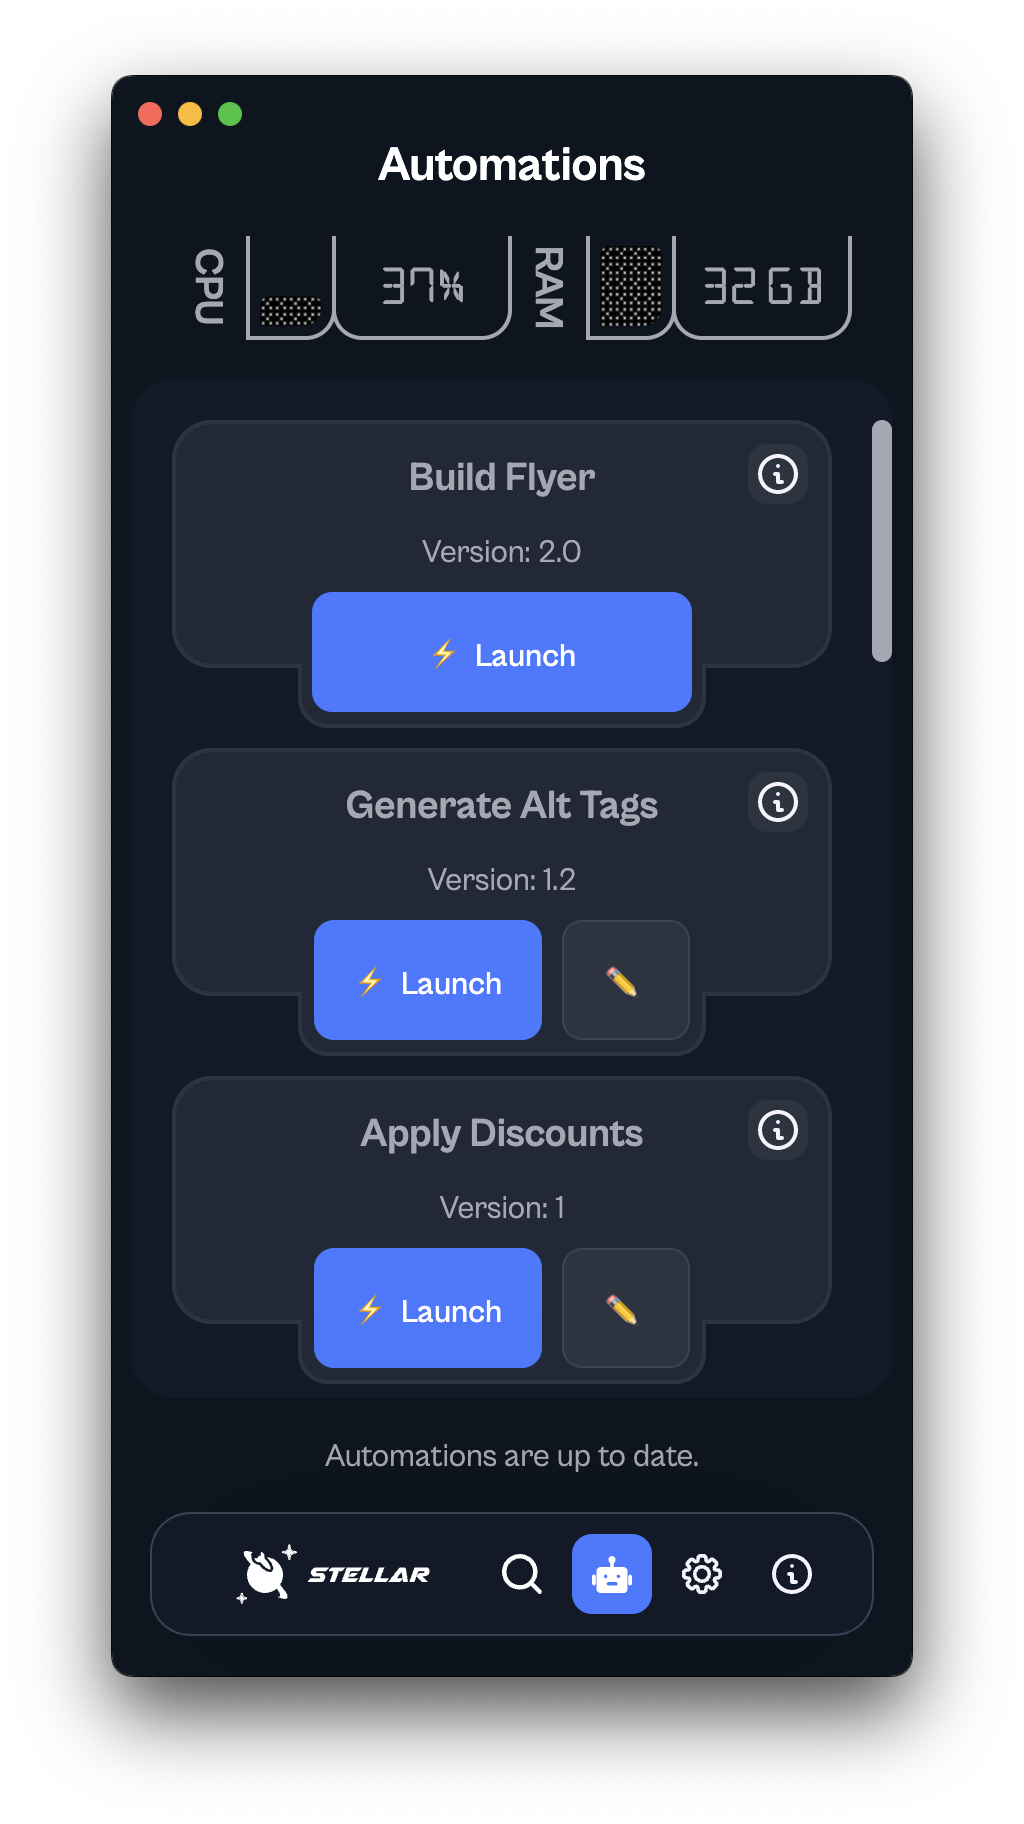 Automations
CPU
37%
RAM
32GB
Build Flyer
Version: 2.0
⚡ Launch
Generate Alt Tags
Version: 1.2
⚡ Launch ✏️
Apply Discounts
Version: 1
⚡ Launch ✏️
Automations are up to date.
STELLAR